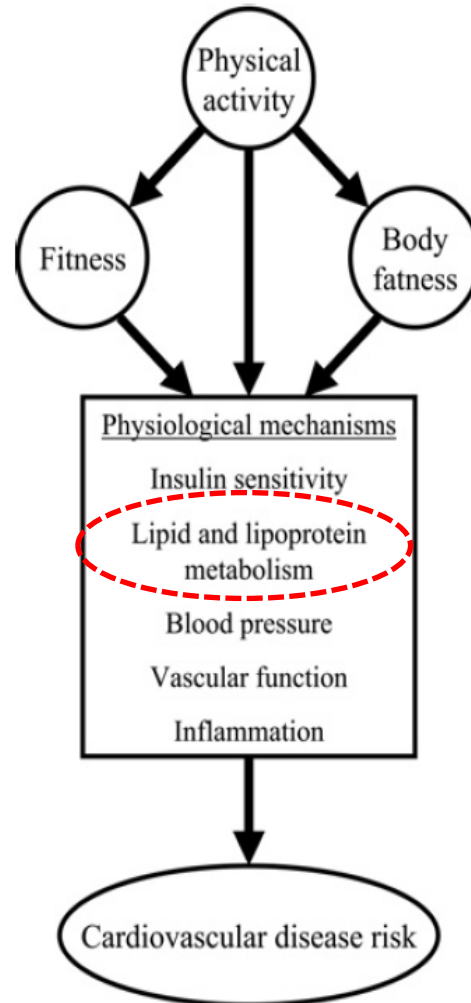 Physical
activity
Fitness
Body
fatness
Physiological mechanisms
Insulin sensitivity
Lipid and lipoprotein
metabolism
Blood pressure
Vascular function
Inflammation
Cardiovascular disease risk